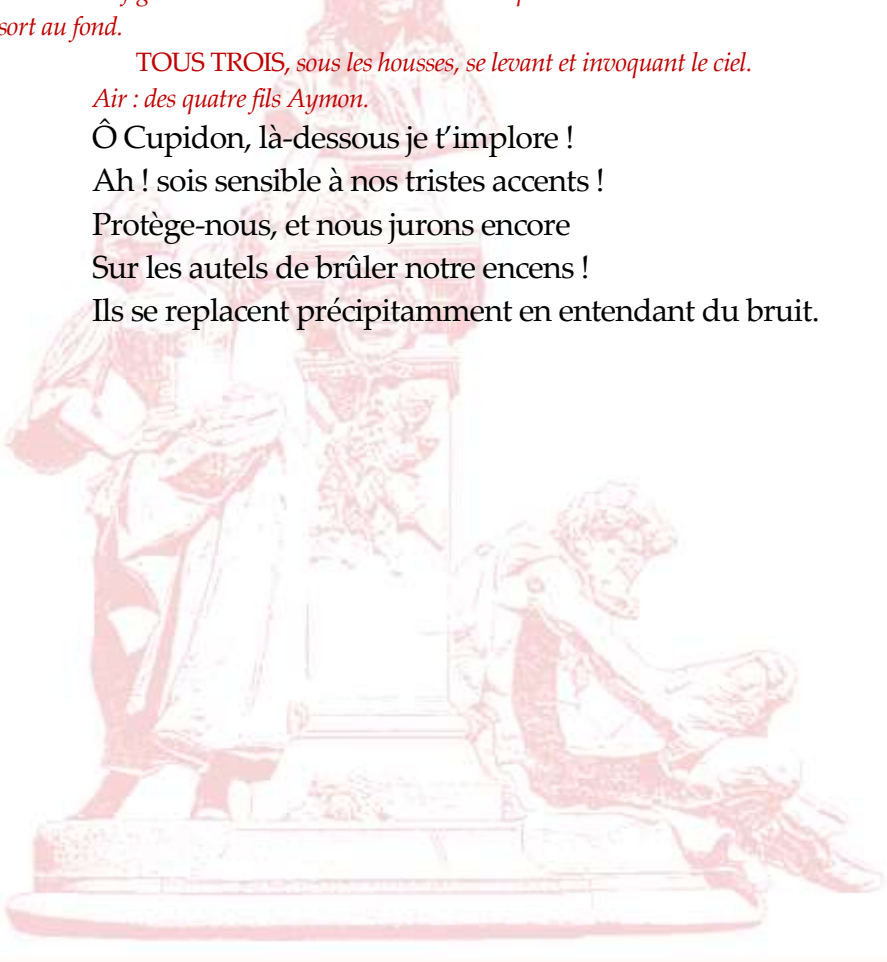 sort au fond.
TOUS TROIS, sous les housses, se levant et invoquant le ciel.
Air : des quatre fils Aymon.
Ô Cupidon, là-dessous je t’implore !
Ah ! sois sensible à nos tristes accents !
Protège-nous, et nous jurons encore
Sur les autels de brûler notre encens !
Ils se replacent précipitamment en entendant du bruit.